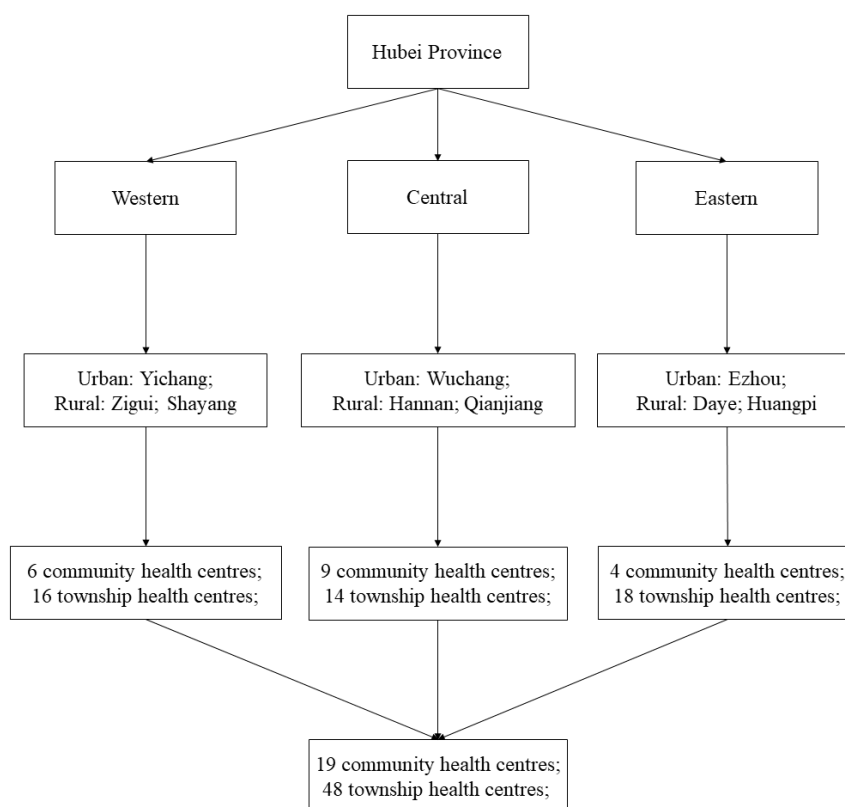 Hubei Province
Western
Central
Eastern
Urban: Yichang;
Rural: Zigui; Shayang
Urban: Wuchang;
Rural: Hannan; Qianjiang
Urban: Ezhou;
Rural: Daye; Huangpi
6 community health centres;
16 township health centres;
9 community health centres;
14 township health centres;
4 community health centres;
18 township health centres;
19 community health centres;
48 township health centres;